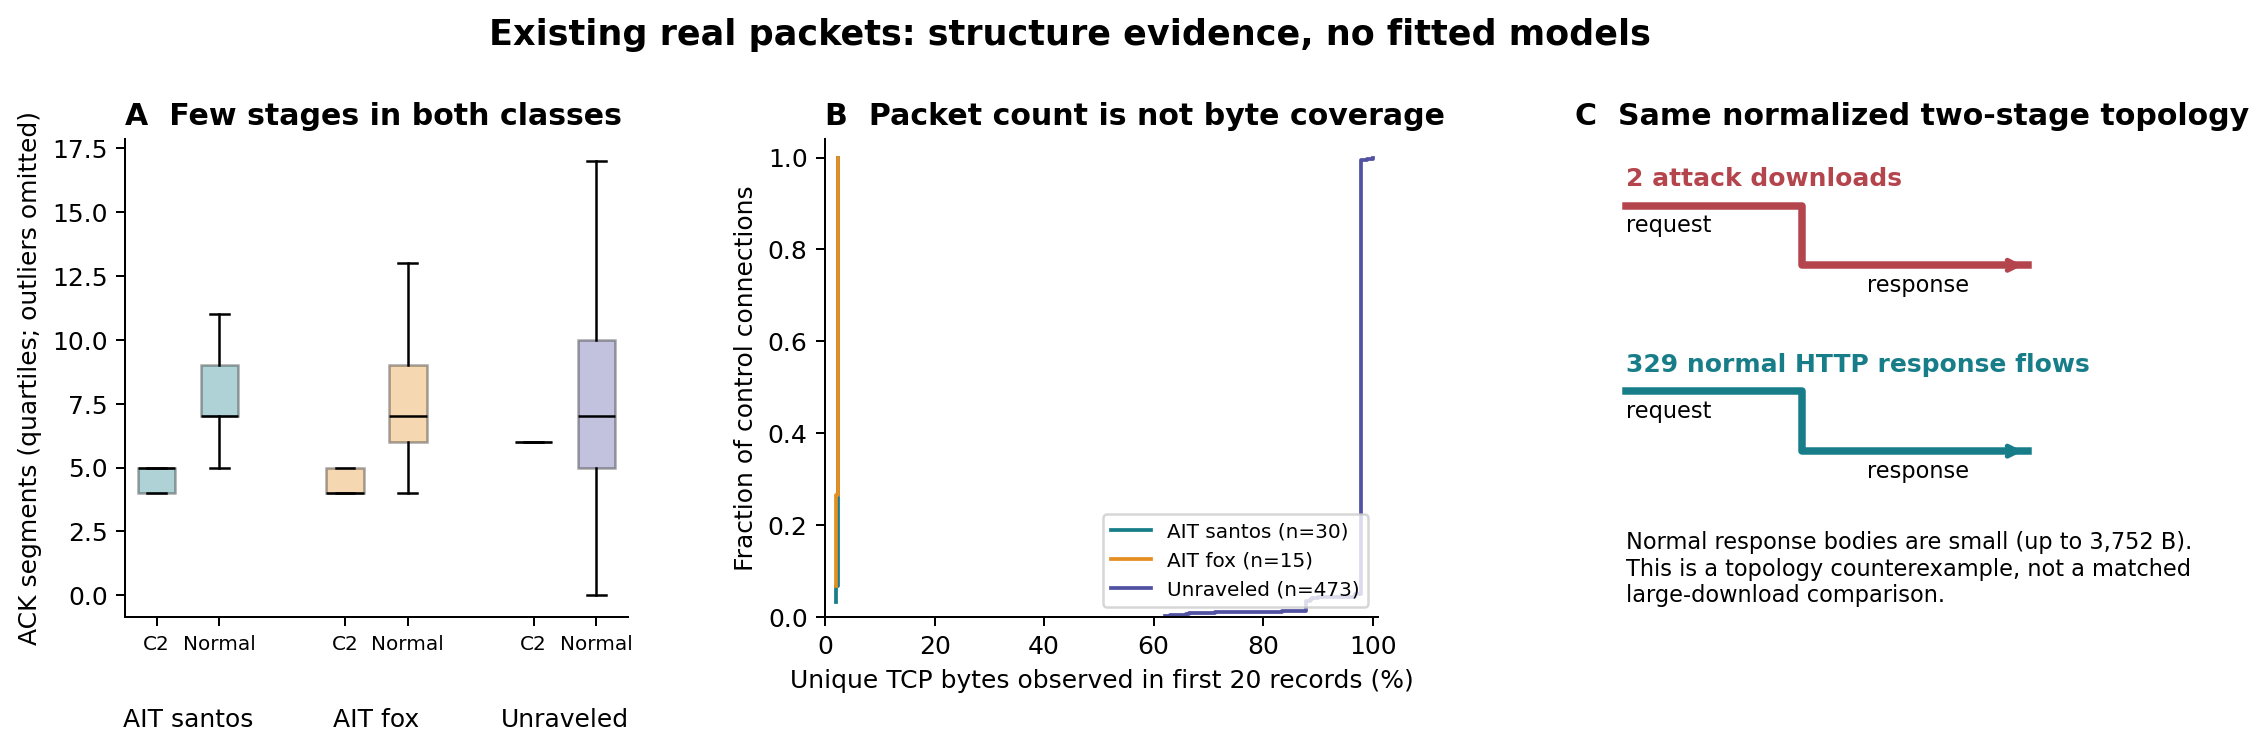 Existing real packets: structure evidence, no fitted models
A  Few stages in both classes
ACK segments (quartiles; outliers omitted)
17.5
15.0
12.5
10.0
7.5
5.0
2.5
0.0
C2 Normal C2 Normal C2 Normal
AIT santos AIT fox Unraveled
B  Packet count is not byte coverage
Fraction of control connections
1.0
0.8
0.6
0.4
0.2
0.0
0 20 40 60 80 100
Unique TCP bytes observed in first 20 records (%)
AIT santos (n=30)
AIT fox (n=15)
Unraveled (n=473)
C  Same normalized two-stage topology
2 attack downloads
request
response
329 normal HTTP response flows
request
response
Normal response bodies are small (up to 3,752 B).
This is a topology counterexample, not a matched
large-download comparison.